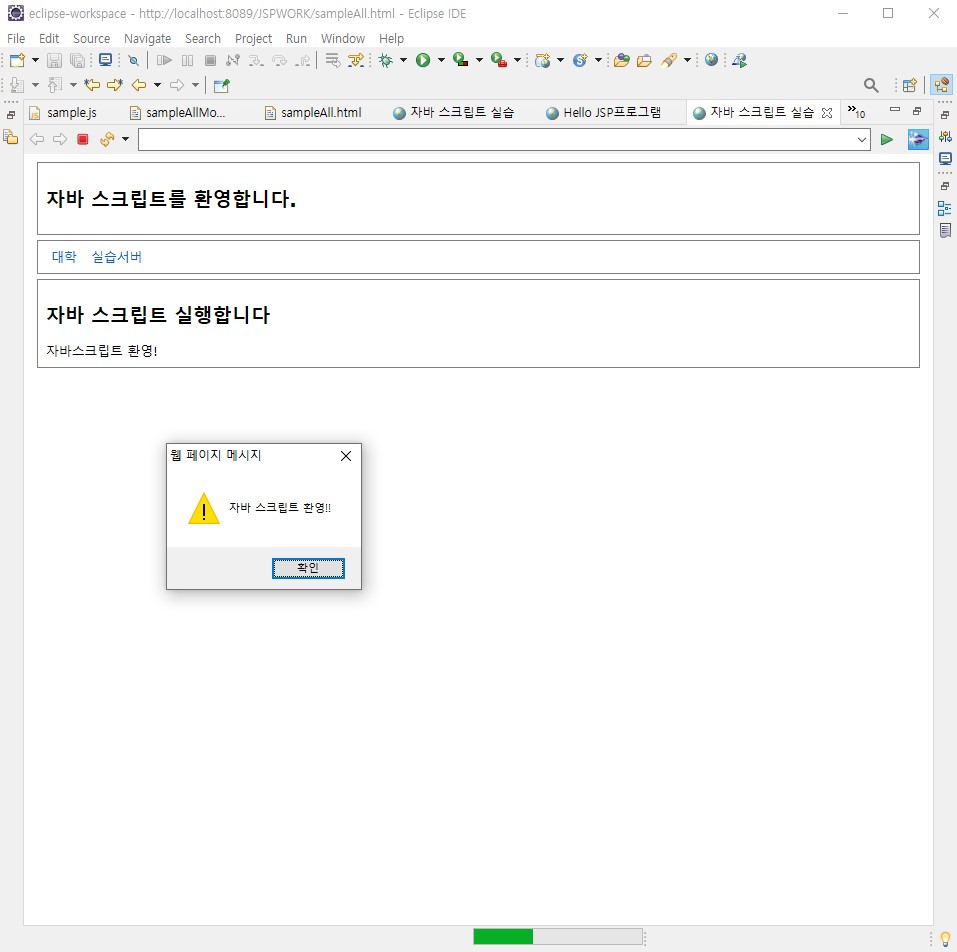 eclipse-workspace - http://localhost:8089/JSPWORK/sampleAll.html - Eclipse IDE
File Edit Source Navigate Search Project Run Window Help
sample.js sampleAllMo... sampleAll.html 자바 스크립트 실습 Hello JSP프로그램 자바 스크립트 실습 »10
자바 스크립트를 환영합니다.
대학 실습서버
자바 스크립트 실행합니다
자바스크립트 환영!
웹 페이지 메시지
자바 스크립트 환영!!
확인